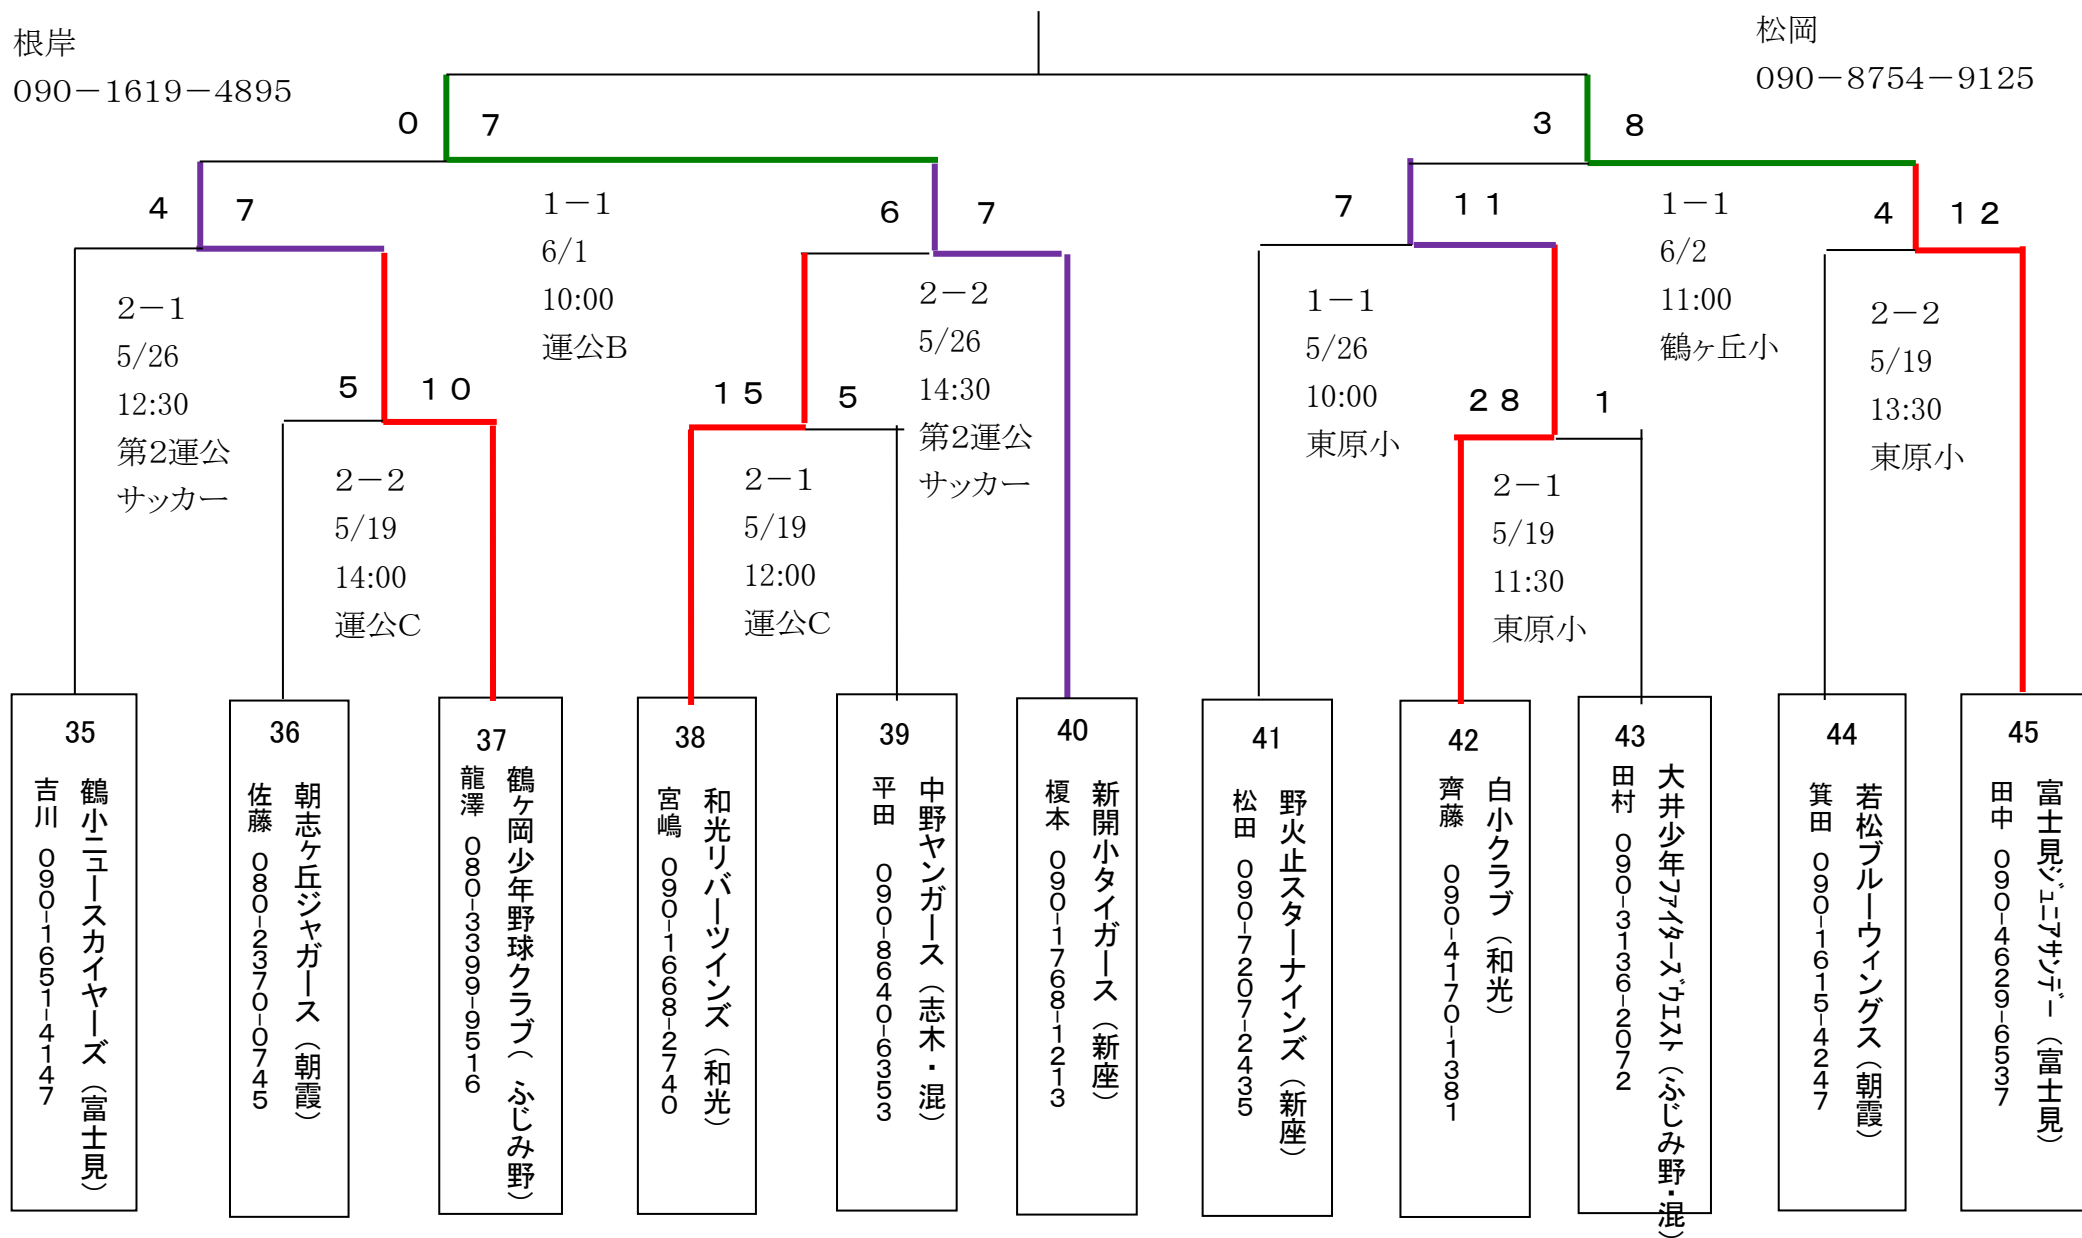 根岸
090－1619－4895
松岡
090－8754－9125
０ ７
３ ８
４ ７
６ ７
７ １１
４ １２
１－１
6/1
10:00
運公B
１－１
6/2
11:00
鶴ヶ丘小
２－１
5/26
12:30
第2運公
サッカー
２－２
5/26
14:30
第2運公
サッカー
１－１
5/26
10:00
東原小
２－２
5/19
13:30
東原小
５ １０
１５ ５
２８ １
２－２
5/19
14:00
運公C
２－１
5/19
12:00
運公C
２－１
5/19
11:30
東原小
35
鶴小ニュースカイヤーズ（富士見）
吉川 090-1651-4147
36
朝志ヶ丘ジャガース（朝霞）
佐藤 080-2370-0745
37
鶴ヶ岡少年野球クラブ（ ふじみ野）
龍澤 080-3399-9516
38
和光リバーツインズ（和光）
宮嶋 090-1668-2740
39
中野ヤンガース（志木・混）
平田 090-8640-6353
40
新開小タイガース（新座）
榎本 090-1768-1213
41
野火止スターナインズ（新座）
松田 090-7207-2435
42
白小クラブ（和光）
齊藤 090-4170-1381
43
大井少年ﾌｧｲﾀｰｽﾞｳｴｽﾄ（ふじみ野・混）
田村 090-3136-2072
44
若松ブルーウィングス（朝霞）
箕田 090-1615-4247
45
富士見ｼﾞｭﾆｱｻﾝﾃﾞｰ（富士見）
田中 090-4629-6537